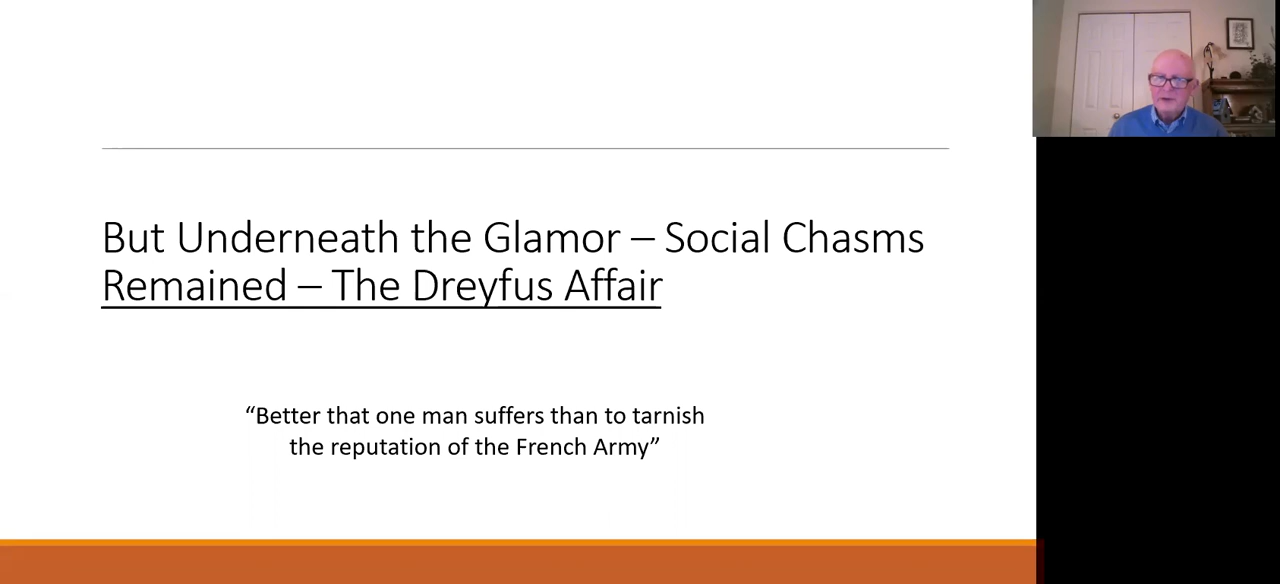 But Underneath the Glamor – Social Chasms
Remained – The Dreyfus Affair
“Better that one man suffers than to tarnish
the reputation of the French Army”